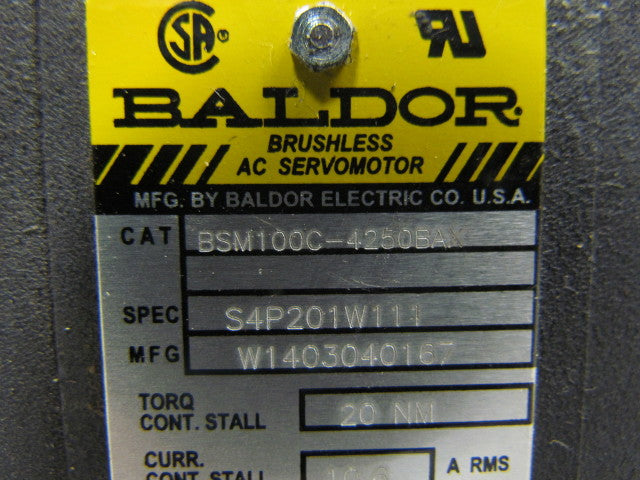 CSA®
BALDOR
BRUSHLESS
AC SERVOMOTOR
MFG. BY BALDOR ELECTRIC CO. U.S.A.
CAT BSM100C-4250BAX
SPEC S4P201W111
MFG W1403040167
TORQ
CONT. STALL 20 NM
CURR.
CONT. STALL A RMS